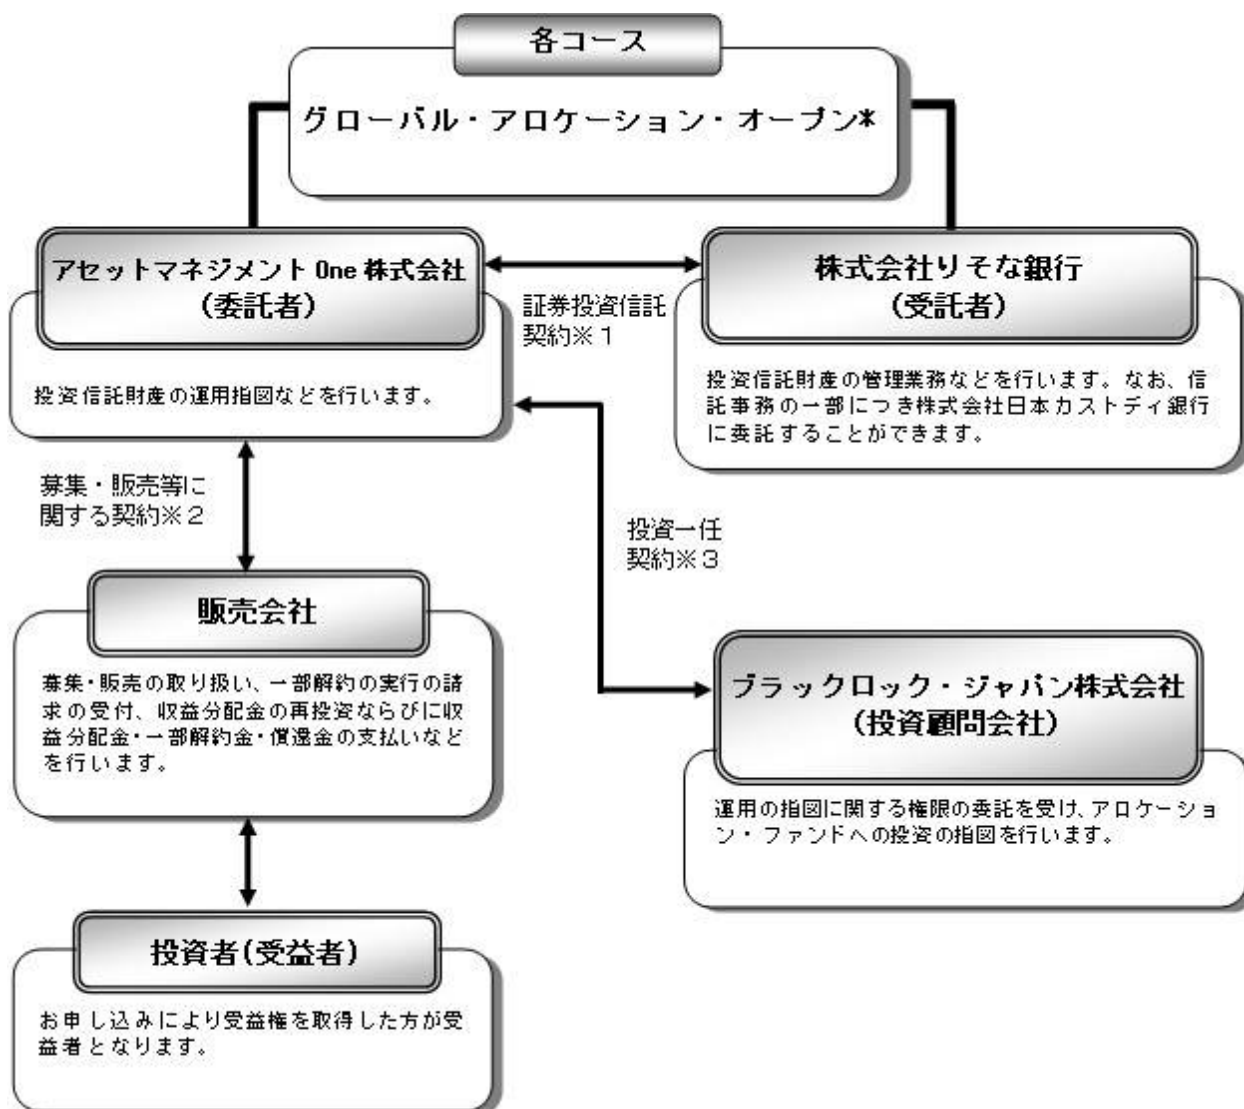 各コース
グローバル・アロケーション・オープン*
アセットマネジメント One 株式会社
(委託者)
投資信託財産の運用指図などを行います。
証券投資信託
契約※1
株式会社りそな銀行
(受託者)
投資信託財産の管理業務などを行います。なお、信
託事務の一部につき株式会社日本カストディ銀行
に委託することができます。
募集・販売等に
関する契約※2
投資一任
契約※3
販売会社
募集・販売の取り扱い、一部解約の実行の請
求の受付、収益分配金の再投資ならびに収
益分配金・一部解約金・償還金の支払いなど
を行います。
ブラックロック・ジャパン株式会社
(投資顧問会社)
運用の指図に関する権限の委託を受け、アロケーショ
ン・ファンドへの投資の指図を行います。
投資者(受益者)
お申し込みにより受益権を取得した方が受
益者となります。